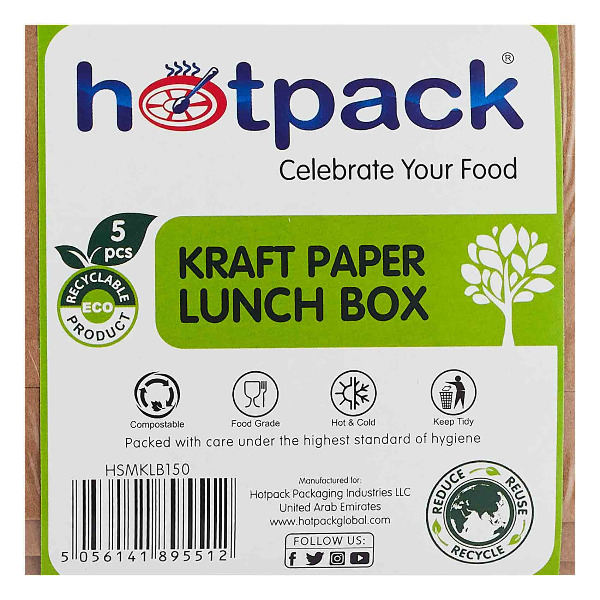 hotpack®
Celebrate Your Food
5
pcs
RECYCLABLE
ECO
PRODUCT
KRAFT PAPER
LUNCH BOX
Compostable
Food Grade
Hot & Cold
Keep Tidy
Packed with care under the highest standard of hygiene
HSMKLB150
5 056141 895512
Manufactured for:
Hotpack Packaging Industries LLC
United Arab Emirates
www.hotpackglobal.com
FOLLOW US:
REDUCE
REUSE
RECYCLE